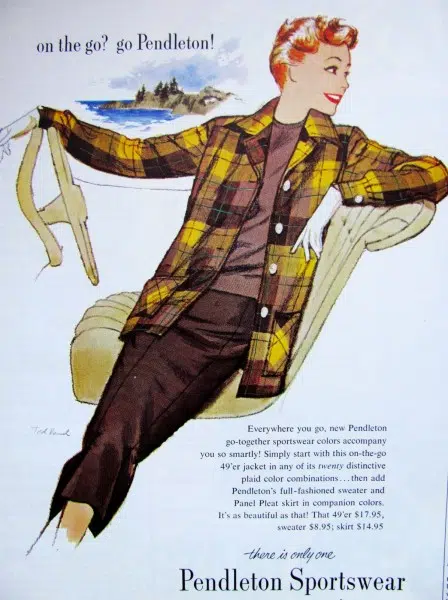 on the go? go Pendleton!
Everywhere you go, new Pendleton
go-together sportswear colors accompany
you so smartly! Simply start with this on-the-go
49'er jacket in any of its twenty distinctive
plaid color combinations...then add
Pendleton's full-fashioned sweater and
Panel Pleat skirt in companion colors.
It's as beautiful as that! That 49'er $17.95,
sweater $8.95; skirt $14.95
there is only one
Pendleton Sportswear